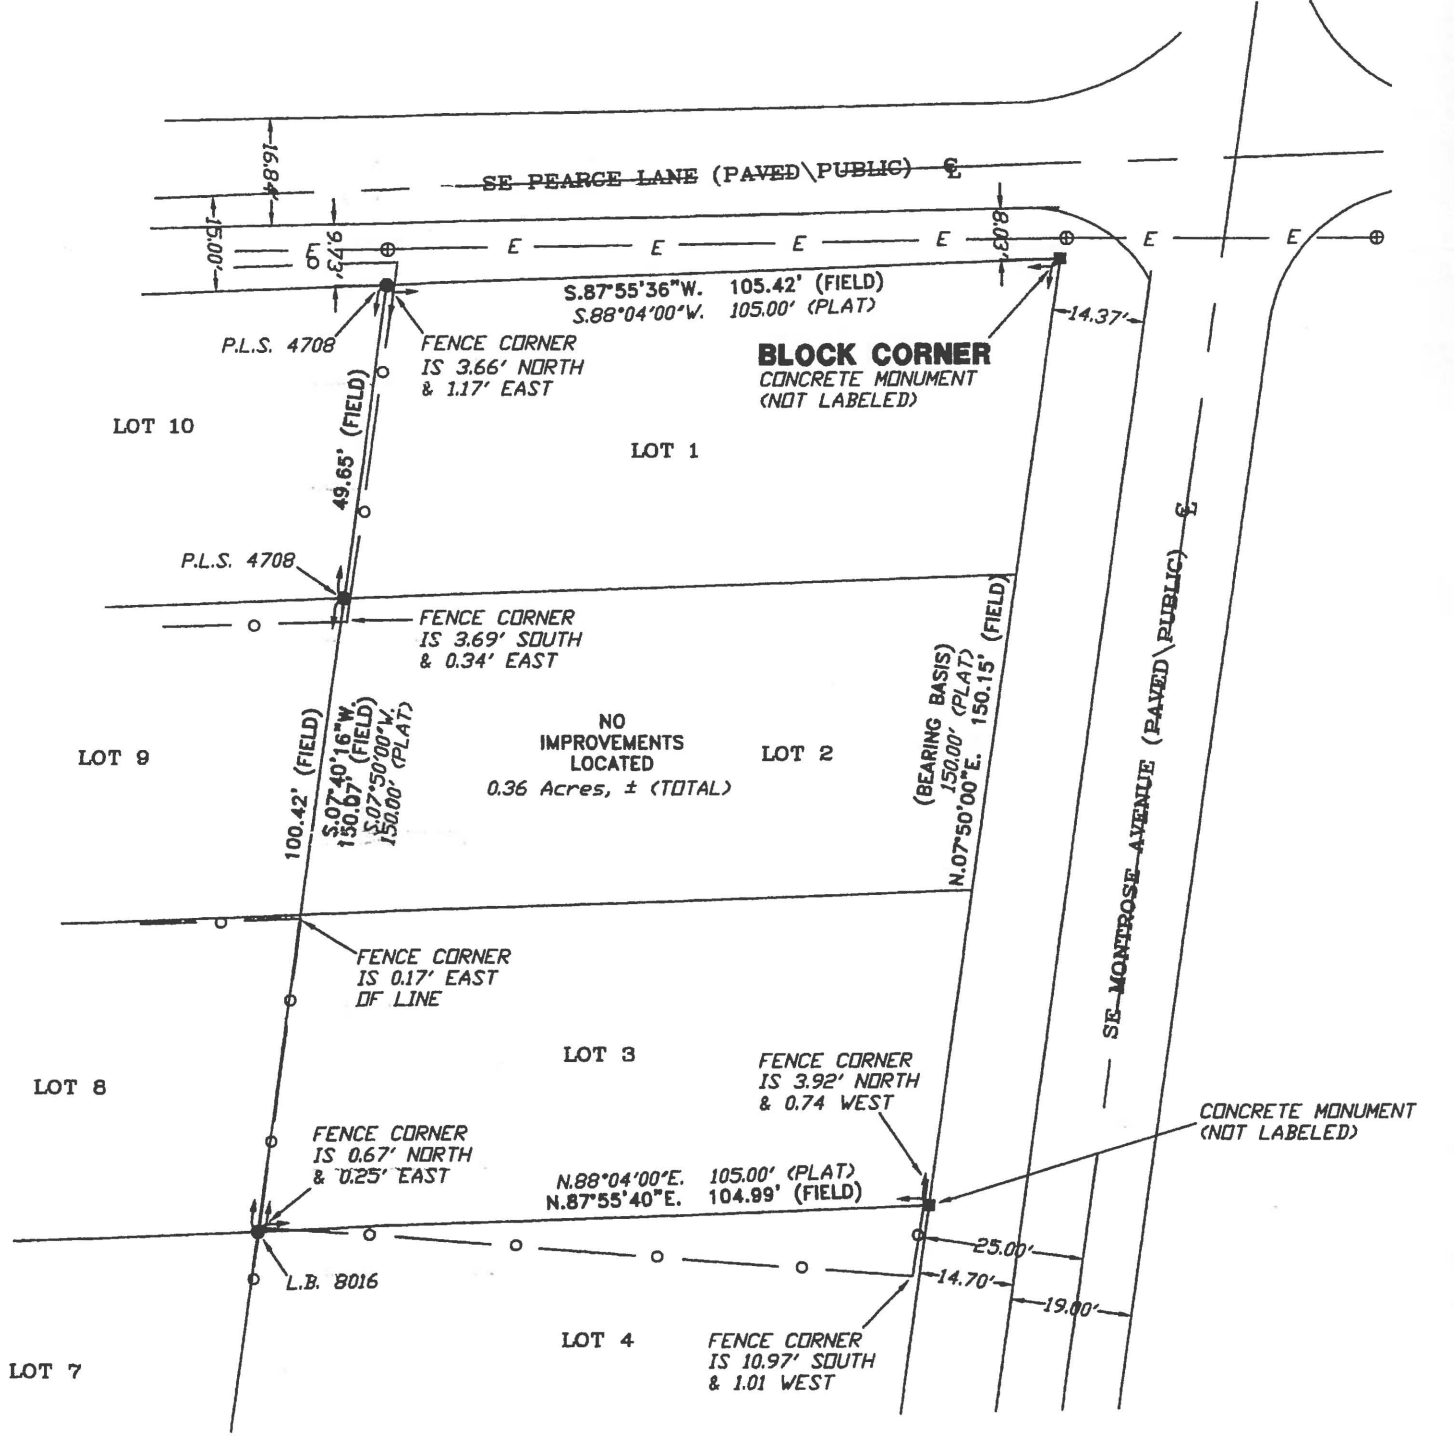 16.84'
SE PEARCE LANE (PAVED\PUBLIC) ℄
15.00'
9.73'
8.03'
E
E
E
E
E
E
E
S.87°55'36"W. 105.42' (FIELD)
S.88°04'00"W. 105.00' (PLAT)
14.37'
P.L.S. 4708
FENCE CORNER
IS 3.66' NORTH
& 1.17' EAST
BLOCK CORNER
CONCRETE MONUMENT
(NOT LABELED)
LOT 10
49.65' (FIELD)
LOT 1
P.L.S. 4708
FENCE CORNER
IS 3.69' SOUTH
& 0.34' EAST
SE MONTROSE AVENUE (PAVED\PUBLIC) ℄
(BEARING BASIS)
150.00' (PLAT)
N.07°50'00"E. 150.15' (FIELD)
100.42' (FIELD)
S.07°40'16"W.
150.07' (FIELD)
S.07°50'00"W.
150.00' (PLAT)
LOT 9
NO
IMPROVEMENTS
LOCATED
0.36 Acres, ± (TOTAL)
LOT 2
FENCE CORNER
IS 0.17' EAST
OF LINE
LOT 8
LOT 3
FENCE CORNER
IS 3.92' NORTH
& 0.74 WEST
CONCRETE MONUMENT
(NOT LABELED)
FENCE CORNER
IS 0.67' NORTH
& 0.25' EAST
N.88°04'00"E. 105.00' (PLAT)
N.87°55'40"E. 104.99' (FIELD)
25.00'
14.70'
19.00'
L.B. 8016
LOT 4
FENCE CORNER
IS 10.97' SOUTH
& 1.01 WEST
LOT 7